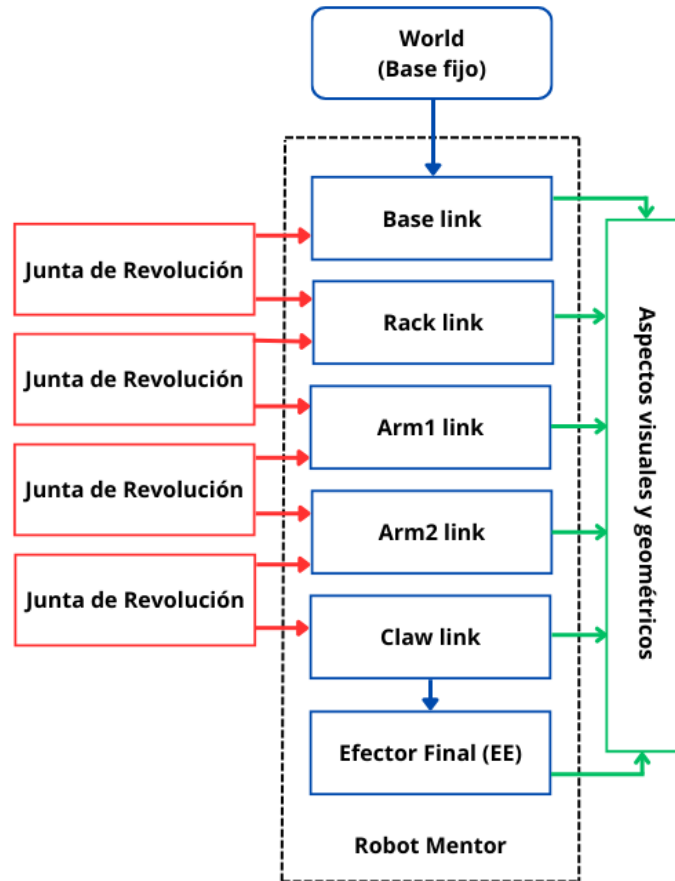 World
(Base fijo)
Base link
Junta de Revolución
Rack link
Junta de Revolución
Arm1 link
Junta de Revolución
Arm2 link
Junta de Revolución
Claw link
Efector Final (EE)
Robot Mentor
Aspectos visuales y geométricos